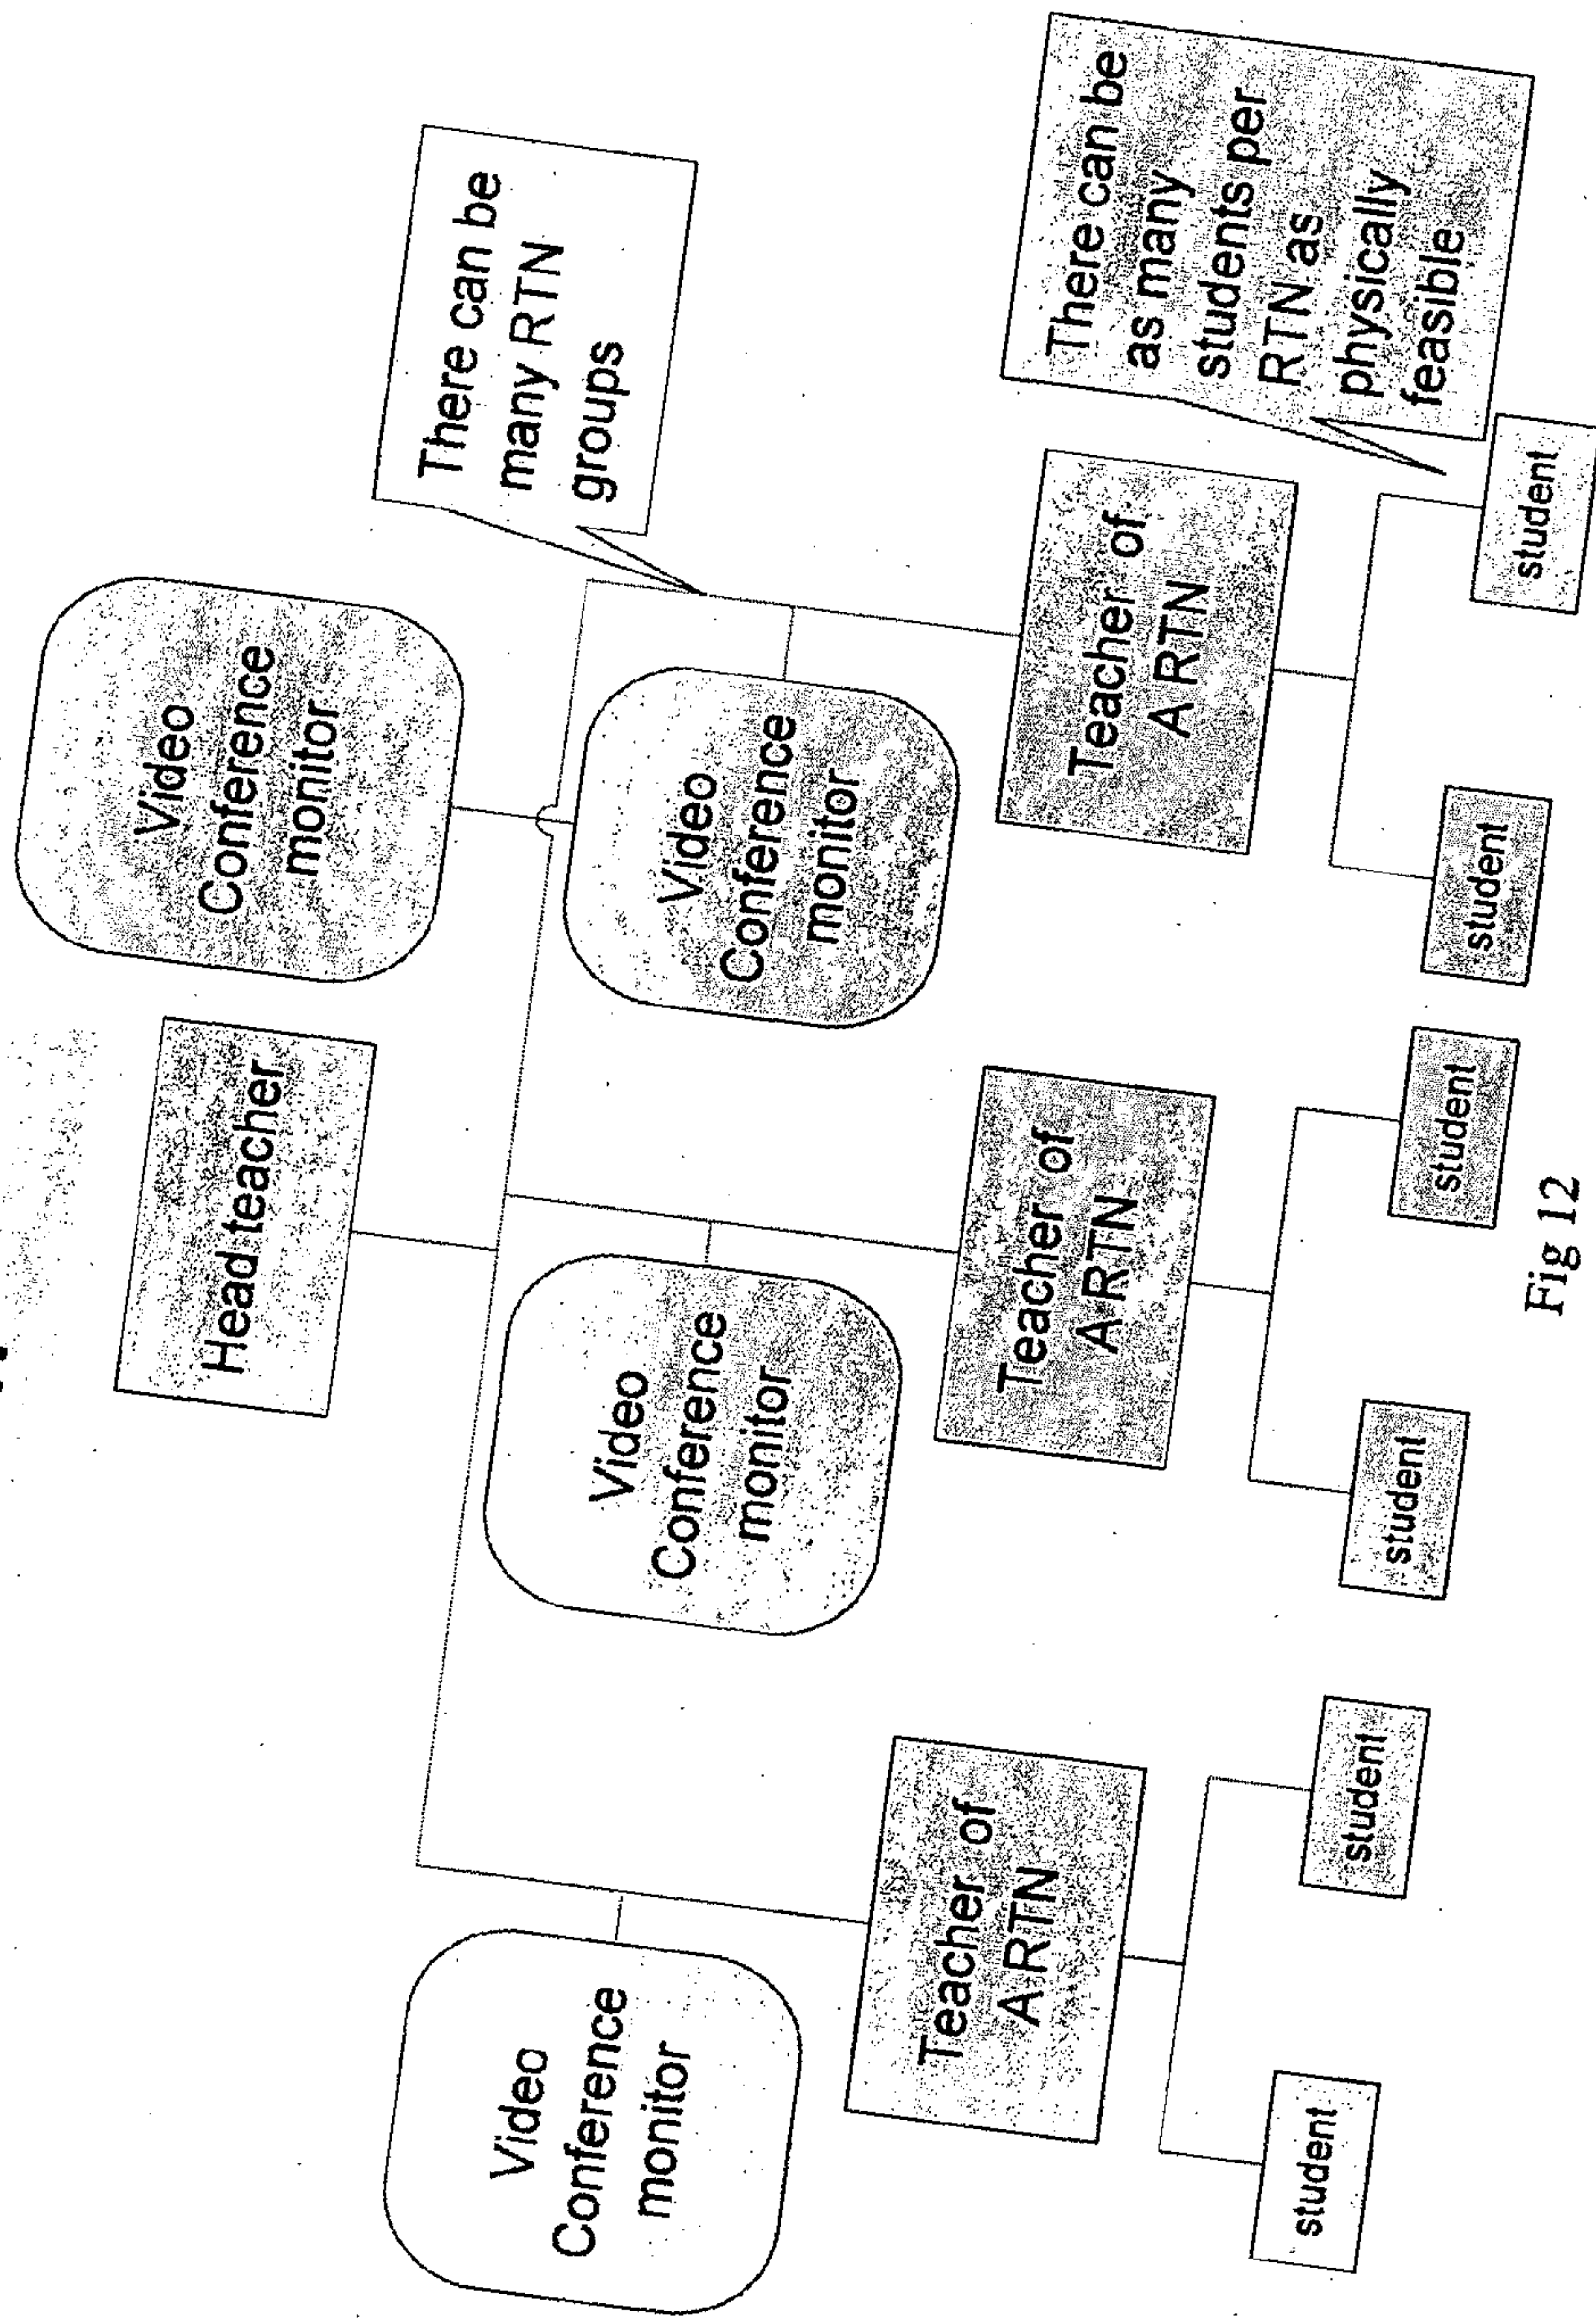 Head teacher
Video
Conference
monitor
There can be
many RTN
groups
Video
Conference
monitor
Video
Conference
monitor
Video
Conference
monitor
Teacher of
A RTN
Teacher of
A RTN
Teacher of
A RTN
There can be
as many
students per
RTN as
physically
feasible
student
student
student
student
student
student
Fig 12